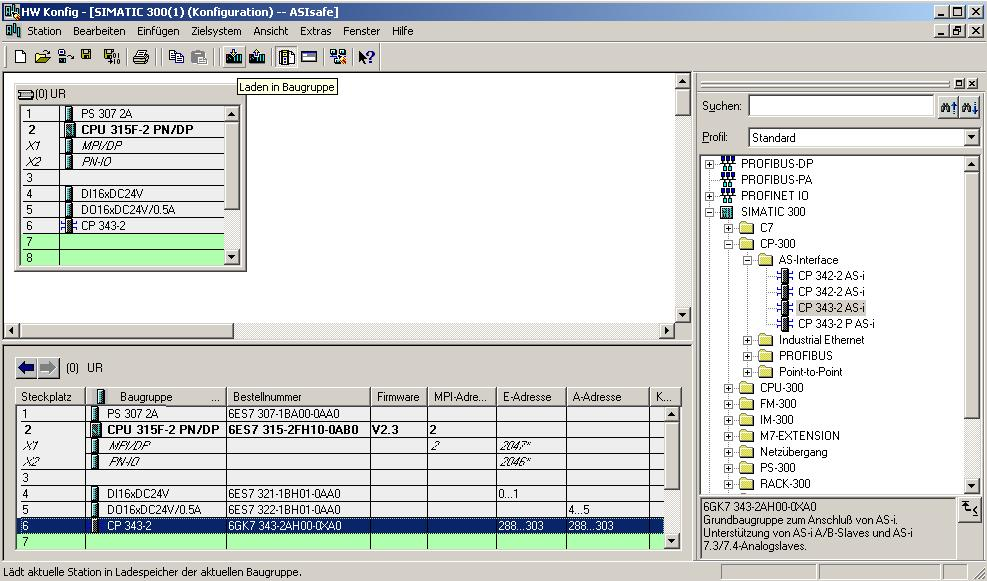 HW Konfig - [SIMATIC 300(1) (Konfiguration) -- ASIsafe]
Station Bearbeiten Einfügen Zielsystem Ansicht Extras Fenster Hilfe
Laden in Baugruppe
(0) UR
1 PS 307 2A
2 CPU 315F-2 PN/DP
X1 MPI/DP
X2 PN-IO
3
4 DI16xDC24V
5 DO16xDC24V/0.5A
6 CP 343-2
7
8
Suchen:
Profil: Standard
PROFIBUS-DP
PROFIBUS-PA
PROFINET IO
SIMATIC 300
C7
CP-300
AS-Interface
CP 342-2 AS-i
CP 342-2 AS-i
CP 343-2 AS-i
CP 343-2 P AS-i
Industrial Ethernet
PROFIBUS
Point-to-Point
CPU-300
FM-300
IM-300
M7-EXTENSION
Netzübergang
PS-300
RACK-300
(0) UR
Steckplatz Baugruppe ... Bestellnummer Firmware MPI-Adre... E-Adresse A-Adresse K...
1 PS 307 2A 6ES7 307-1BA00-0AA0
2 CPU 315F-2 PN/DP 6ES7 315-2FH10-0AB0 V2.3 2
X1 MPI/DP 2 2047*
X2 PN-IO 2046*
3
4 DI16xDC24V 6ES7 321-1BH01-0AA0 0...1
5 DO16xDC24V/0.5A 6ES7 322-1BH01-0AA0 4...5
6 CP 343-2 6GK7 343-2AH00-0XA0 288...303 288...303
7
6GK7 343-2AH00-0XA0
Grundbaugruppe zum Anschluß von AS-i.
Unterstützung von AS-i A/B-Slaves und AS-i
7.3/7.4-Analogslaves.
Lädt aktuelle Station in Ladespeicher der aktuellen Baugruppe.